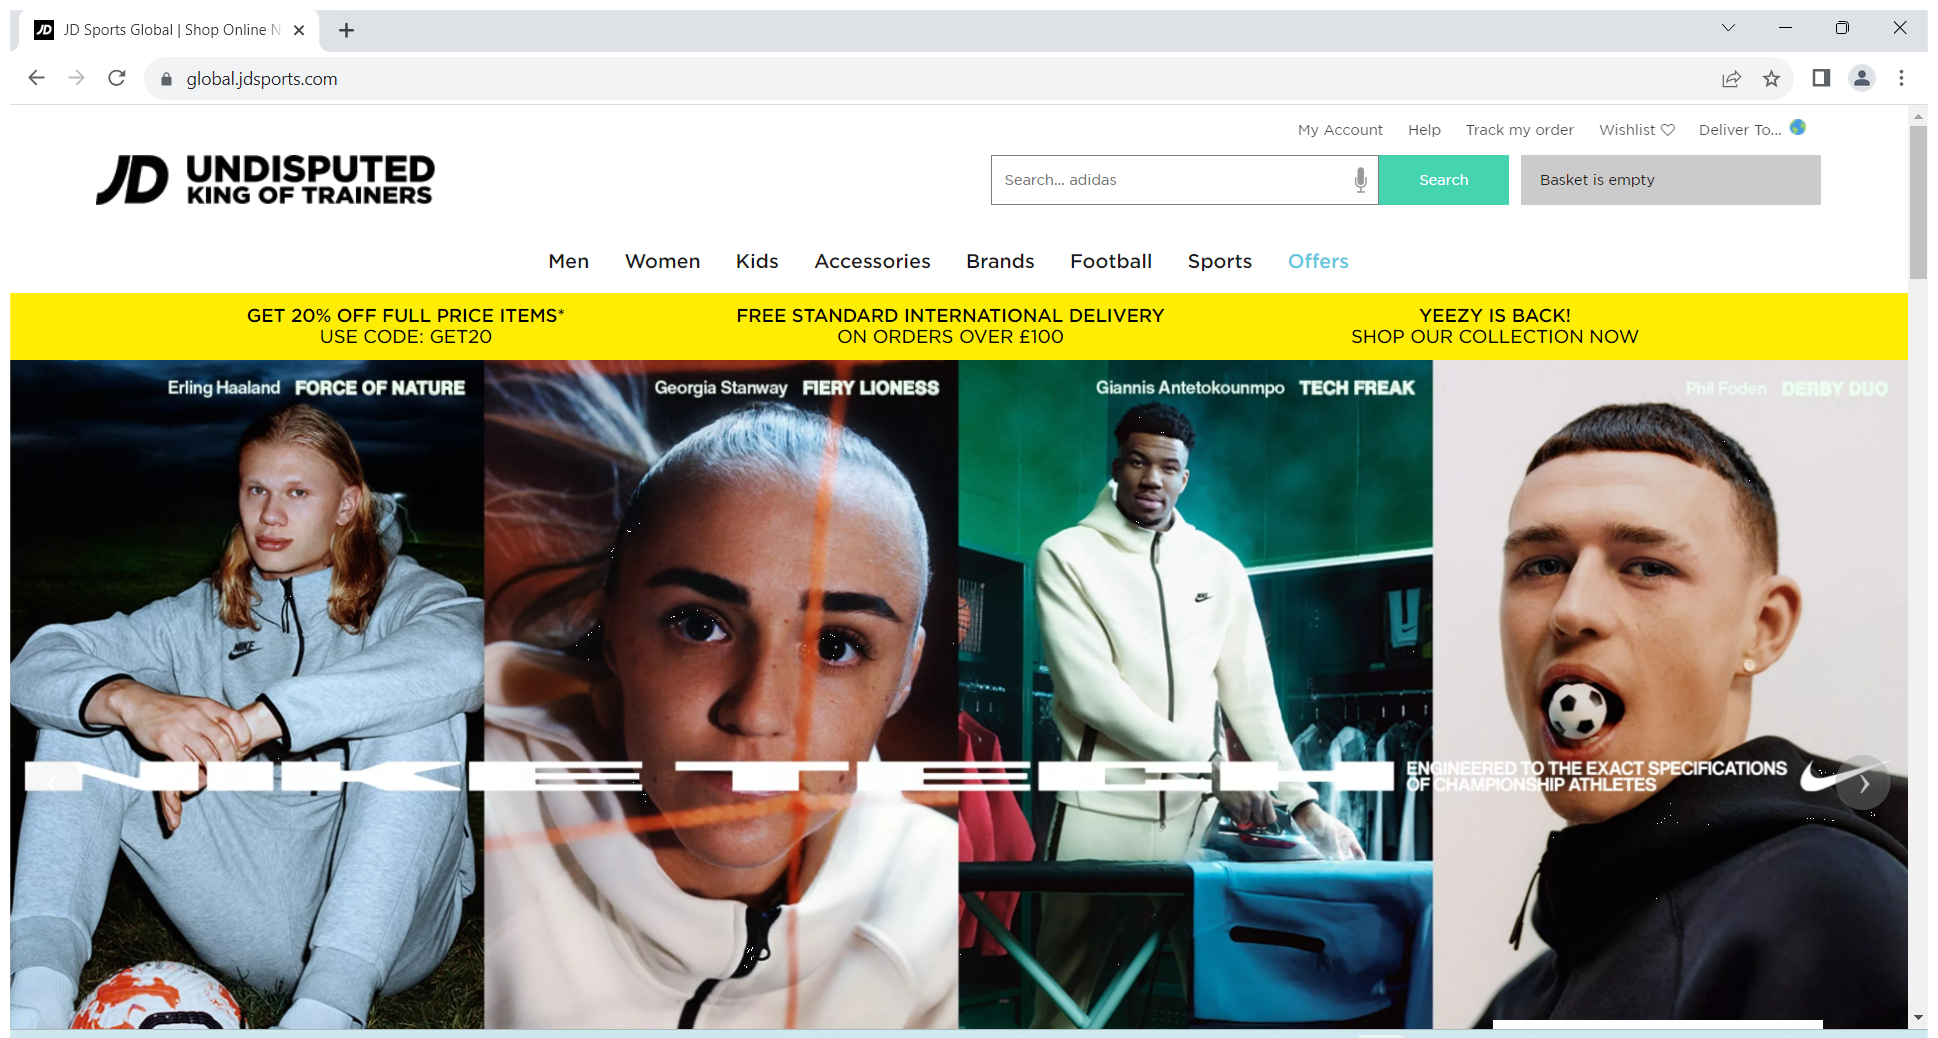 JD Sports Global | Shop Online N
global.jdsports.com
My Account Help Track my order Wishlist Deliver To...
JD UNDISPUTED
KING OF TRAINERS
Search... adidas
Search
Basket is empty
Men Women Kids Accessories Brands Football Sports Offers
GET 20% OFF FULL PRICE ITEMS*
USE CODE: GET20
FREE STANDARD INTERNATIONAL DELIVERY
ON ORDERS OVER £100
YEEZY IS BACK!
SHOP OUR COLLECTION NOW
Erling Haaland FORCE OF NATURE
Georgia Stanway FIERY LIONESS
Giannis Antetokounmpo TECH FREAK
Phil Foden DERBY DUO
NIKE
NIKE
NIKE TECH
ENGINEERED TO THE EXACT SPECIFICATIONS
OF CHAMPIONSHIP ATHLETES